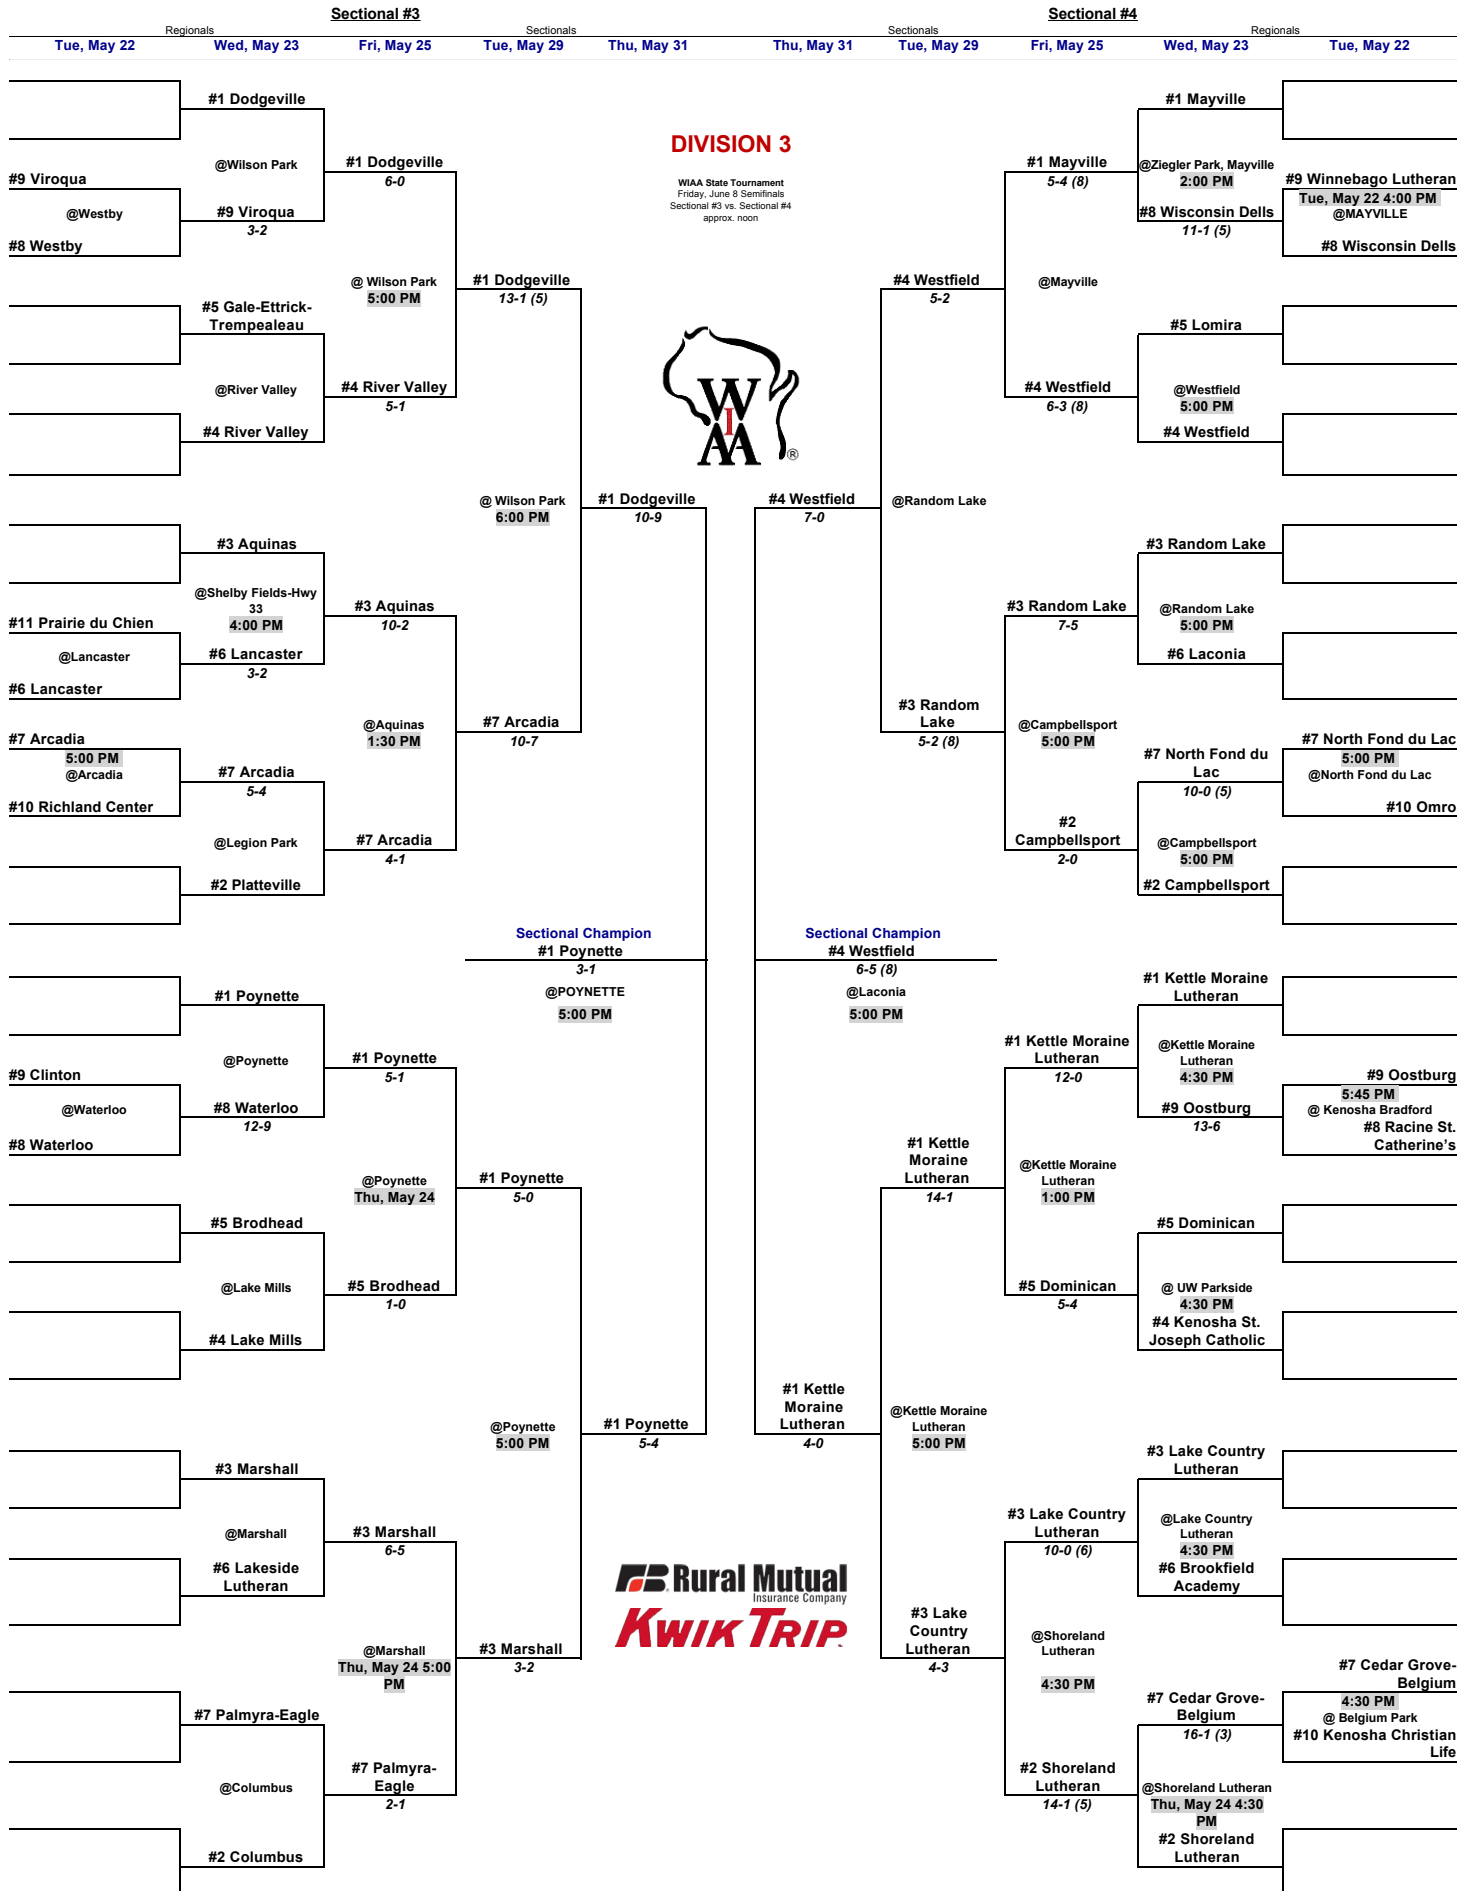 Sectional #3
Sectional #4
Regionals
Sectionals
Sectionals
Regionals
Tue, May 22
Wed, May 23
Fri, May 25
Tue, May 29
Thu, May 31
Thu, May 31
Tue, May 29
Fri, May 25
Wed, May 23
Tue, May 22
#9 Viroqua
@Westby
#8 Westby
#11 Prairie du Chien
@Lancaster
#6 Lancaster
#7 Arcadia
5:00 PM
@Arcadia
#10 Richland Center
#9 Clinton
@Waterloo
#8 Waterloo
#1 Dodgeville
@Wilson Park
#9 Viroqua
3-2
#5 Gale-Ettrick-
Trempealeau
@River Valley
#4 River Valley
#3 Aquinas
@Shelby Fields-Hwy
33
4:00 PM
#6 Lancaster
3-2
#7 Arcadia
5-4
@Legion Park
#2 Platteville
#1 Poynette
@Poynette
#8 Waterloo
12-9
#5 Brodhead
@Lake Mills
#4 Lake Mills
#3 Marshall
@Marshall
#6 Lakeside
Lutheran
#7 Palmyra-Eagle
@Columbus
#2 Columbus
#1 Dodgeville
6-0
@ Wilson Park
5:00 PM
#4 River Valley
5-1
#3 Aquinas
10-2
@Aquinas
1:30 PM
#7 Arcadia
4-1
#1 Poynette
5-1
@Poynette
Thu, May 24
#5 Brodhead
1-0
#3 Marshall
6-5
@Marshall
Thu, May 24 5:00
PM
#7 Palmyra-
Eagle
2-1
#1 Dodgeville
13-1 (5)
@ Wilson Park
6:00 PM
#7 Arcadia
10-7
#1 Poynette
5-0
@Poynette
5:00 PM
#3 Marshall
3-2
#1 Dodgeville
10-9
Sectional Champion
#1 Poynette
3-1
@POYNETTE
5:00 PM
#1 Poynette
5-4
DIVISION 3
WIAA State Tournament
Friday, June 8 Semifinals
Sectional #3 vs. Sectional #4
approx. noon
WIAA
®
Rural Mutual
Insurance Company
KWIK TRIP
#4 Westfield
7-0
Sectional Champion
#4 Westfield
6-5 (8)
@Laconia
5:00 PM
#1 Kettle
Moraine
Lutheran
4-0
#4 Westfield
5-2
@Random Lake
#3 Random
Lake
5-2 (8)
#1 Kettle
Moraine
Lutheran
14-1
@Kettle Moraine
Lutheran
5:00 PM
#3 Lake
Country
Lutheran
4-3
#1 Mayville
5-4 (8)
@Mayville
#4 Westfield
6-3 (8)
#3 Random Lake
7-5
@Campbellsport
5:00 PM
#2
Campbellsport
2-0
#1 Kettle Moraine
Lutheran
12-0
@Kettle Moraine
Lutheran
1:00 PM
#5 Dominican
5-4
#3 Lake Country
Lutheran
10-0 (6)
@Shoreland
Lutheran
4:30 PM
#2 Shoreland
Lutheran
14-1 (5)
#1 Mayville
@Ziegler Park, Mayville
2:00 PM
#8 Wisconsin Dells
11-1 (5)
#5 Lomira
@Westfield
5:00 PM
#4 Westfield
#3 Random Lake
@Random Lake
5:00 PM
#6 Laconia
#7 North Fond du
Lac
10-0 (5)
@Campbellsport
5:00 PM
#2 Campbellsport
#1 Kettle Moraine
Lutheran
@Kettle Moraine
Lutheran
4:30 PM
#9 Oostburg
13-6
#5 Dominican
@ UW Parkside
4:30 PM
#4 Kenosha St.
Joseph Catholic
#3 Lake Country
Lutheran
@Lake Country
Lutheran
4:30 PM
#6 Brookfield
Academy
#7 Cedar Grove-
Belgium
16-1 (3)
@Shoreland Lutheran
Thu, May 24 4:30
PM
#2 Shoreland
Lutheran
#9 Winnebago Lutheran
Tue, May 22 4:00 PM
@MAYVILLE
#8 Wisconsin Dells
#7 North Fond du Lac
5:00 PM
@North Fond du Lac
#10 Omro
#9 Oostburg
5:45 PM
@ Kenosha Bradford
#8 Racine St.
Catherine’s
#7 Cedar Grove-
Belgium
4:30 PM
@ Belgium Park
#10 Kenosha Christian
Life